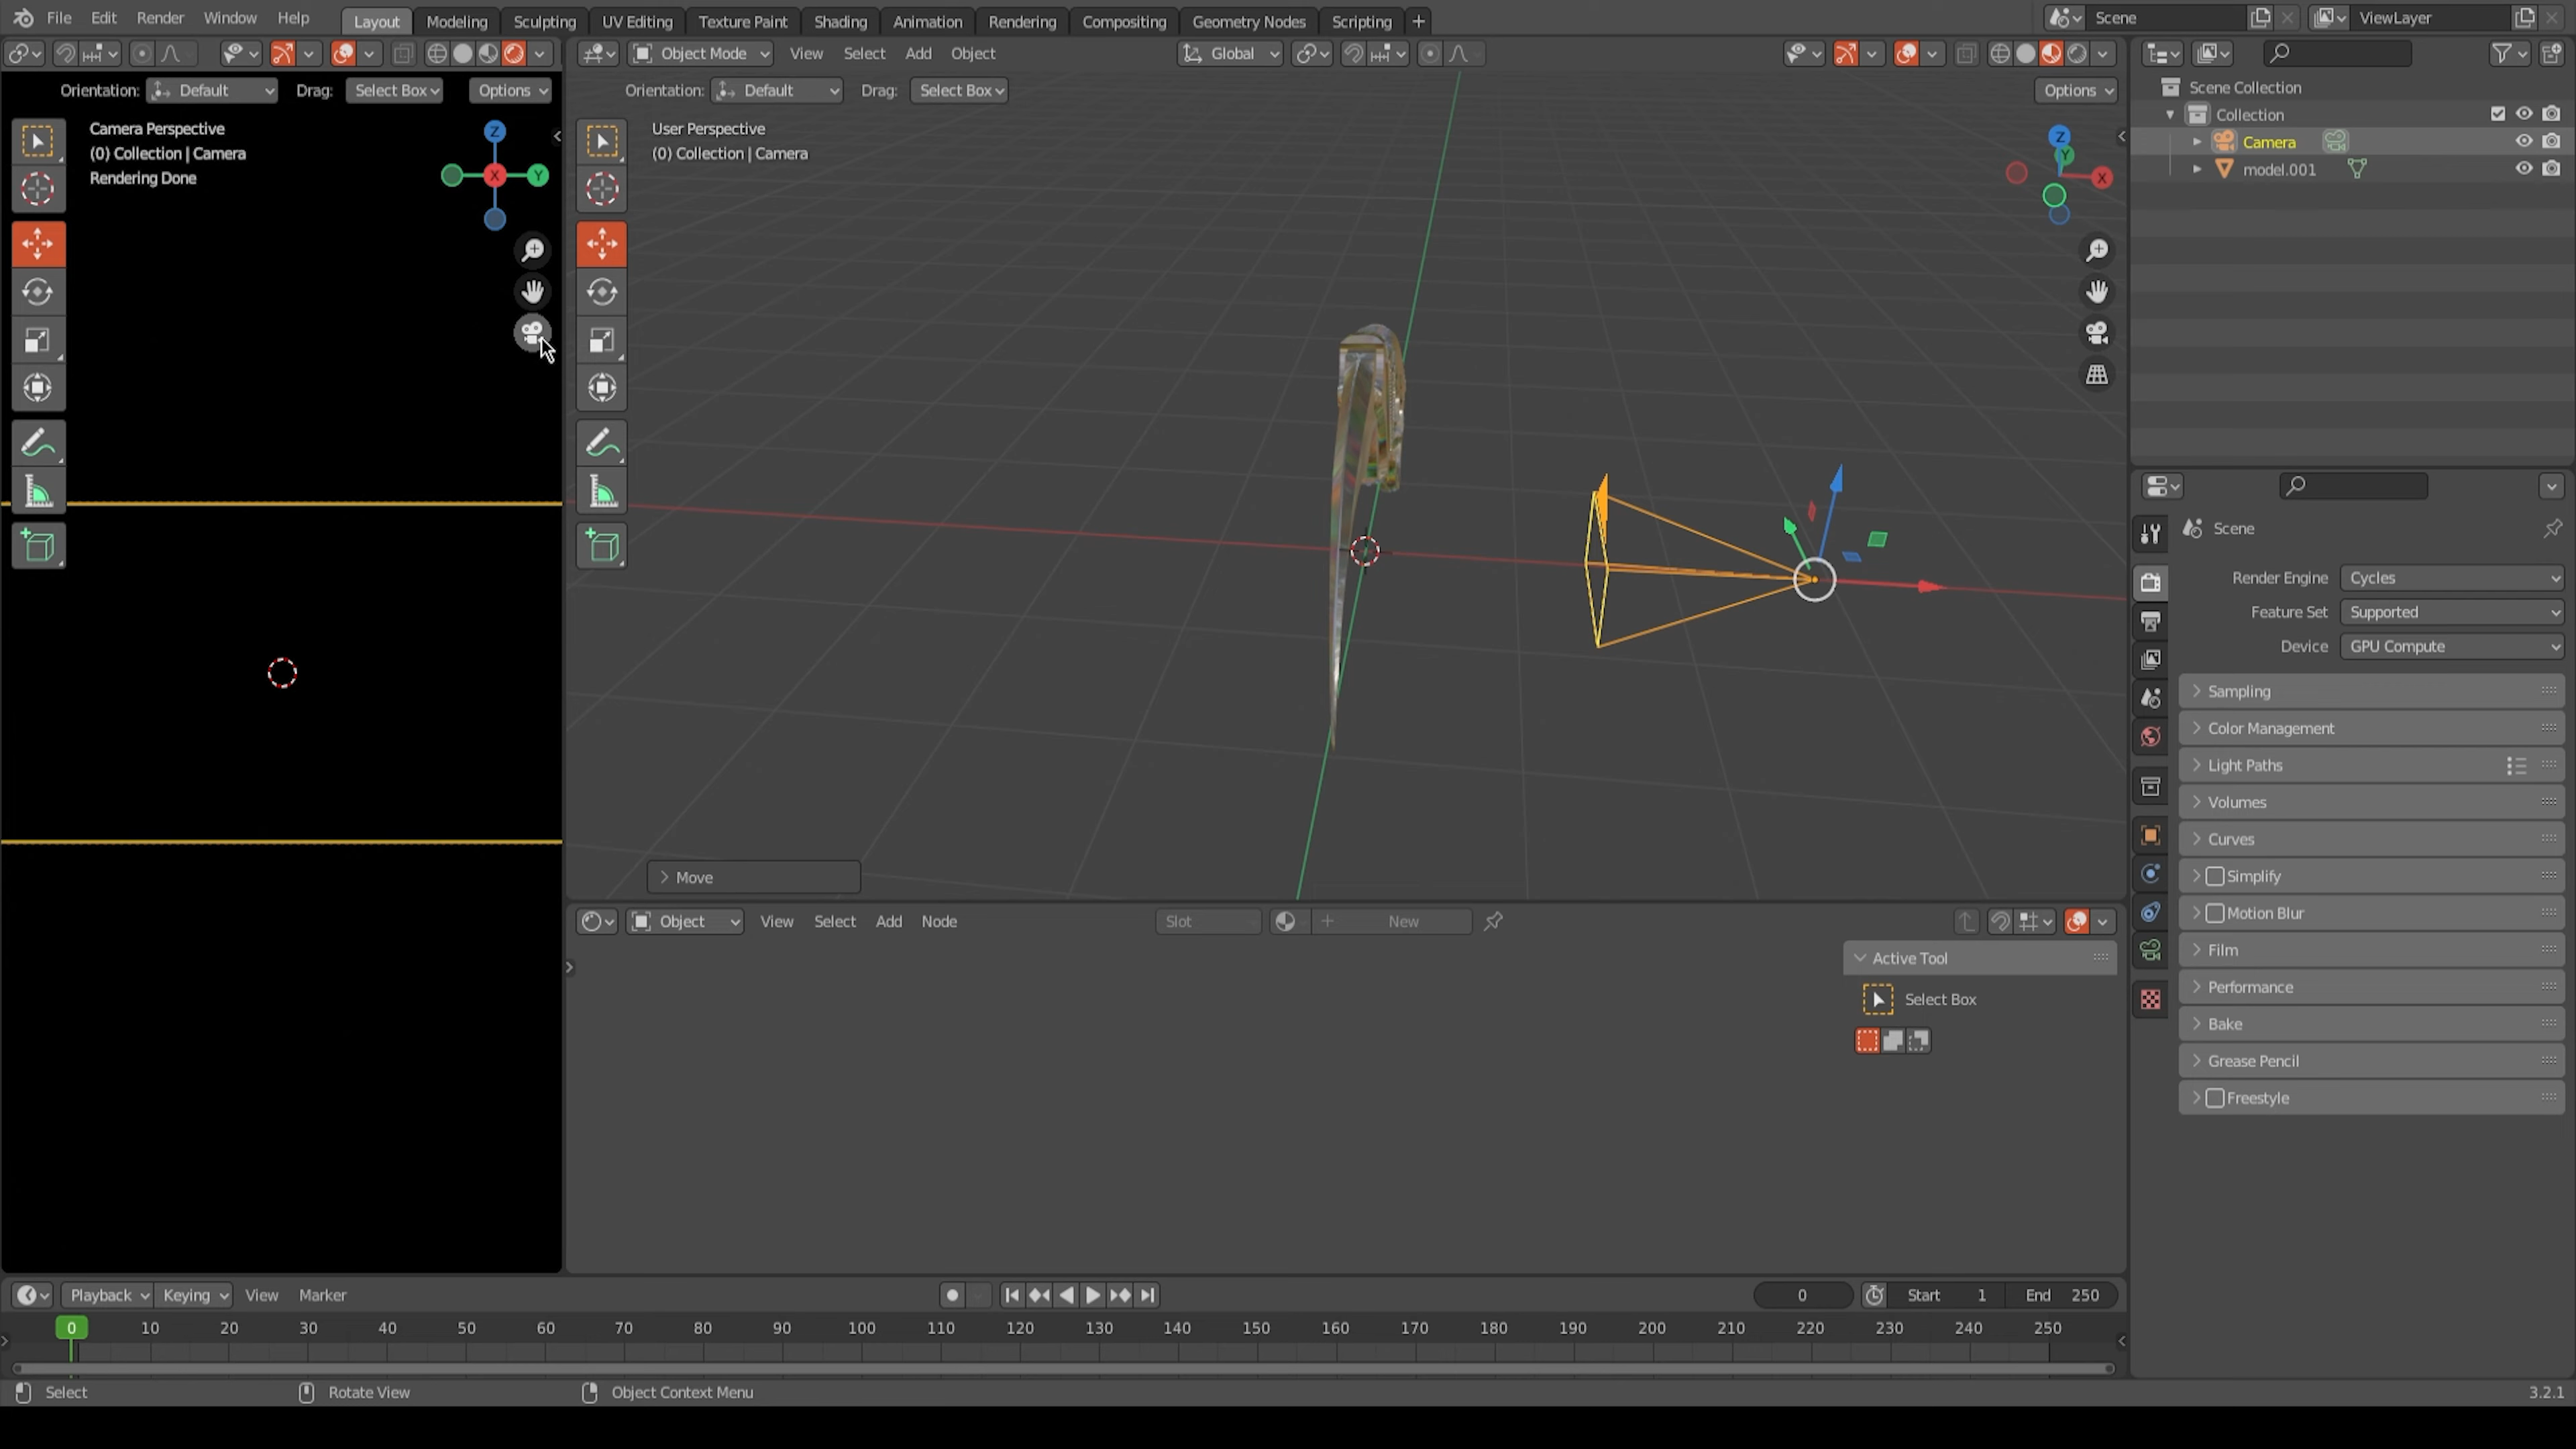 File Edit Render Window Help Layout Modeling Sculpting UV Editing Texture Paint Shading Animation Rendering Compositing Geometry Nodes Scripting + Scene ViewLayer
Object Mode View Select Add Object Global
Orientation: Default Drag: Select Box Options Orientation: Default Drag: Select Box Options
Camera Perspective
(0) Collection | Camera
Rendering Done
Z
X
Y
User Perspective
(0) Collection | Camera
Z
Y
X
Scene Collection
Collection
Camera
model.001
Move
Scene
Render Engine Cycles
Feature Set Supported
Device GPU Compute
Sampling
Color Management
Light Paths
Volumes
Curves
Simplify
Motion Blur
Film
Performance
Bake
Grease Pencil
Freestyle
Object View Select Add Node Slot New
Active Tool
Select Box
Playback Keying View Marker 0 Start 1 End 250
0 10 20 30 40 50 60 70 80 90 100 110 120 130 140 150 160 170 180 190 200 210 220 230 240 250
Select Rotate View Object Context Menu 3.2.1